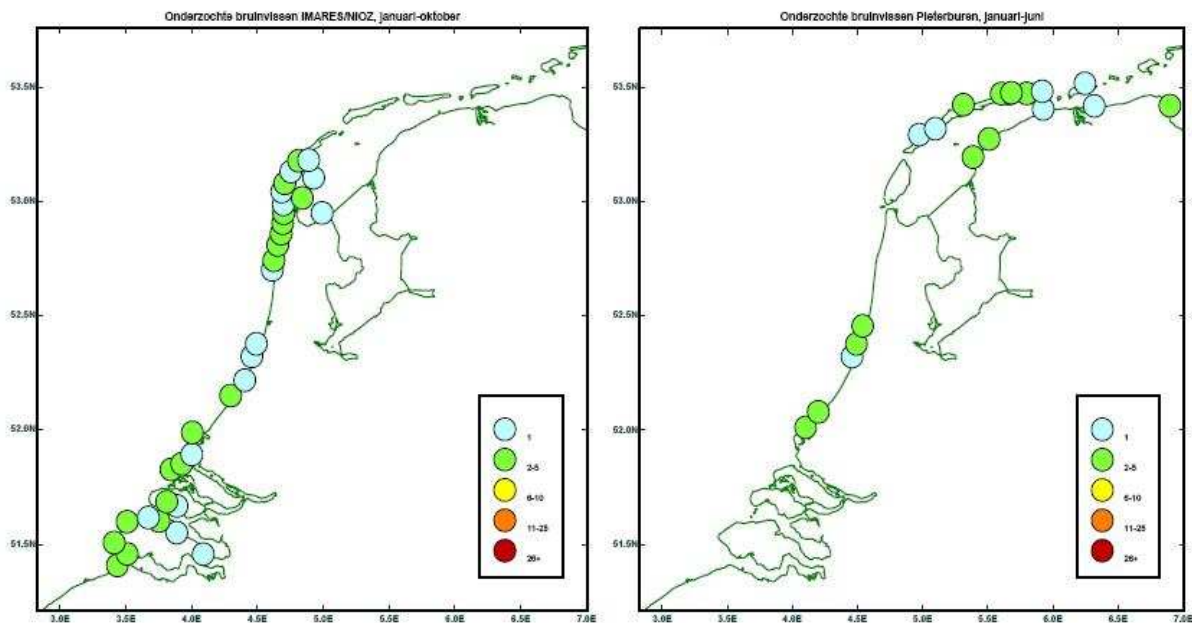 Onderzochte bruinvissen IMARES/NIOZ, januari-oktober
53.5N
53.0N
52.5N
52.0N
51.5N
3.0E 3.5E 4.0E 4.5E 5.0E 5.5E 6.0E 6.5E 7.0E
1
2-5
6-10
11-25
26+
Onderzochte bruinvissen Pieterburen, januari-juni
53.5N
53.0N
52.5N
52.0N
51.5N
3.0E 3.5E 4.0E 4.5E 5.0E 5.5E 6.0E 6.5E 7.0E
1
2-5
6-10
11-25
26+